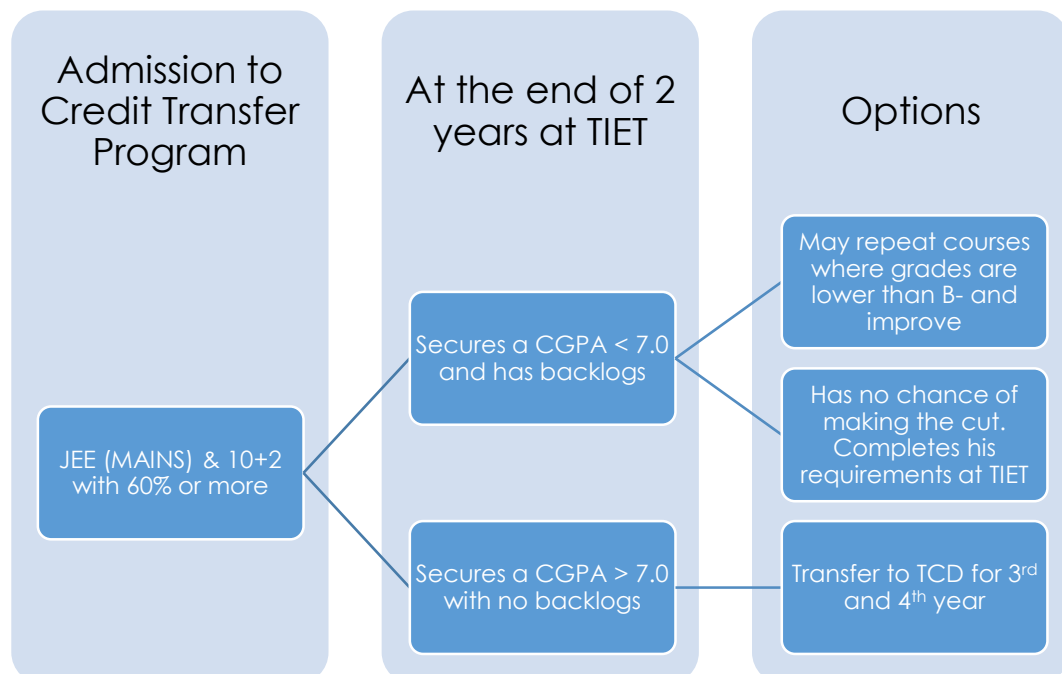 Admission to
Credit Transfer
Program
JEE (MAINS) & 10+2
with 60% or more
At the end of 2
years at TIET
Secures a CGPA < 7.0
and has backlogs
Secures a CGPA > 7.0
with no backlogs
Options
May repeat courses
where grades are
lower than B- and
improve
Has no chance of
making the cut.
Completes his
requirements at TIET
Transfer to TCD for 3rd
and 4th year